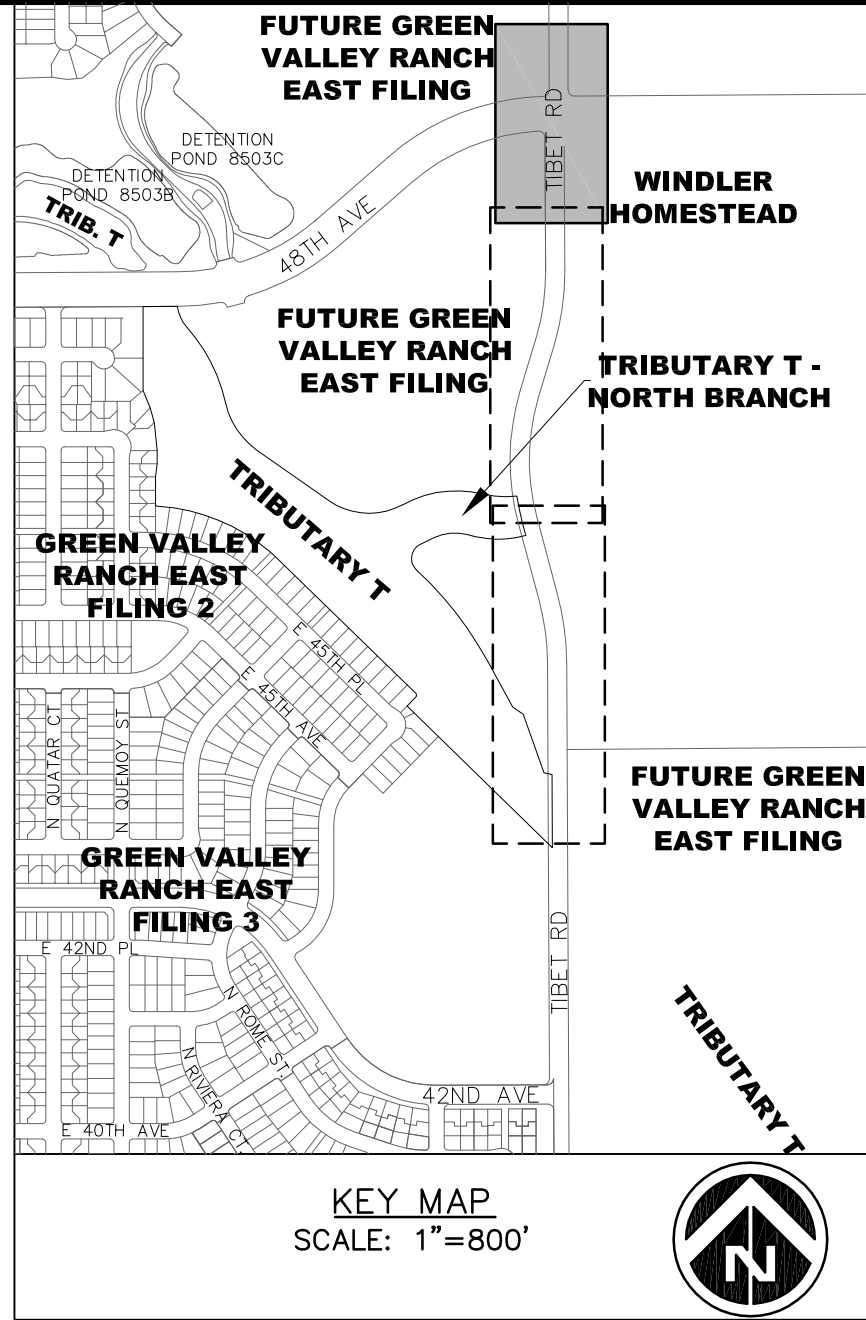 FUTURE GREEN
VALLEY RANCH
EAST FILING
DETENTION
POND 8503C
DETENTION
POND 8503B
TRIB. T
TIBET RD
WINDLER
HOMESTEAD
48TH AVE
FUTURE GREEN
VALLEY RANCH
EAST FILING
TRIBUTARY T -
NORTH BRANCH
TRIBUTARY T
GREEN VALLEY
RANCH EAST
FILING 2
E 45TH PL
E 45TH AVE
N QUATAR CT
N QUEMOY ST
FUTURE GREEN
VALLEY RANCH
EAST FILING
GREEN VALLEY
RANCH EAST
FILING 3
E 42ND PL
N ROME ST.
TIBET RD
N RIVIERA CT.
TRIBUTARY T
42ND AVE
E 40TH AVE
KEY MAP
SCALE: 1"=800'
N